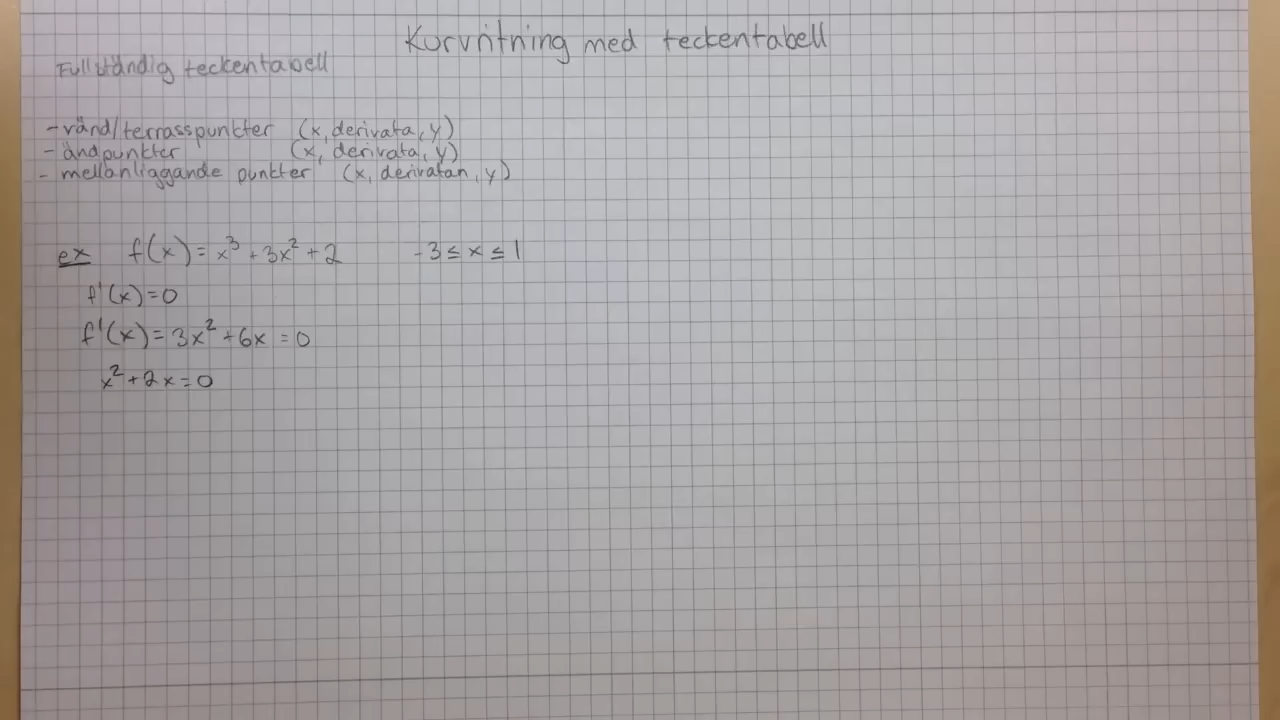 Kurvritning med teckentabell
Fullständig teckentabell
- vänd/terrasspunkter (x, derivata, y)
- ändpunkter (x, derivata, y)
- mellanliggande punkter (x, derivatan, y)
ex f(x) = x³ + 3x² + 2 -3 ≤ x ≤ 1
f'(x) = 0
f'(x) = 3x² + 6x = 0
x² + 2x = 0